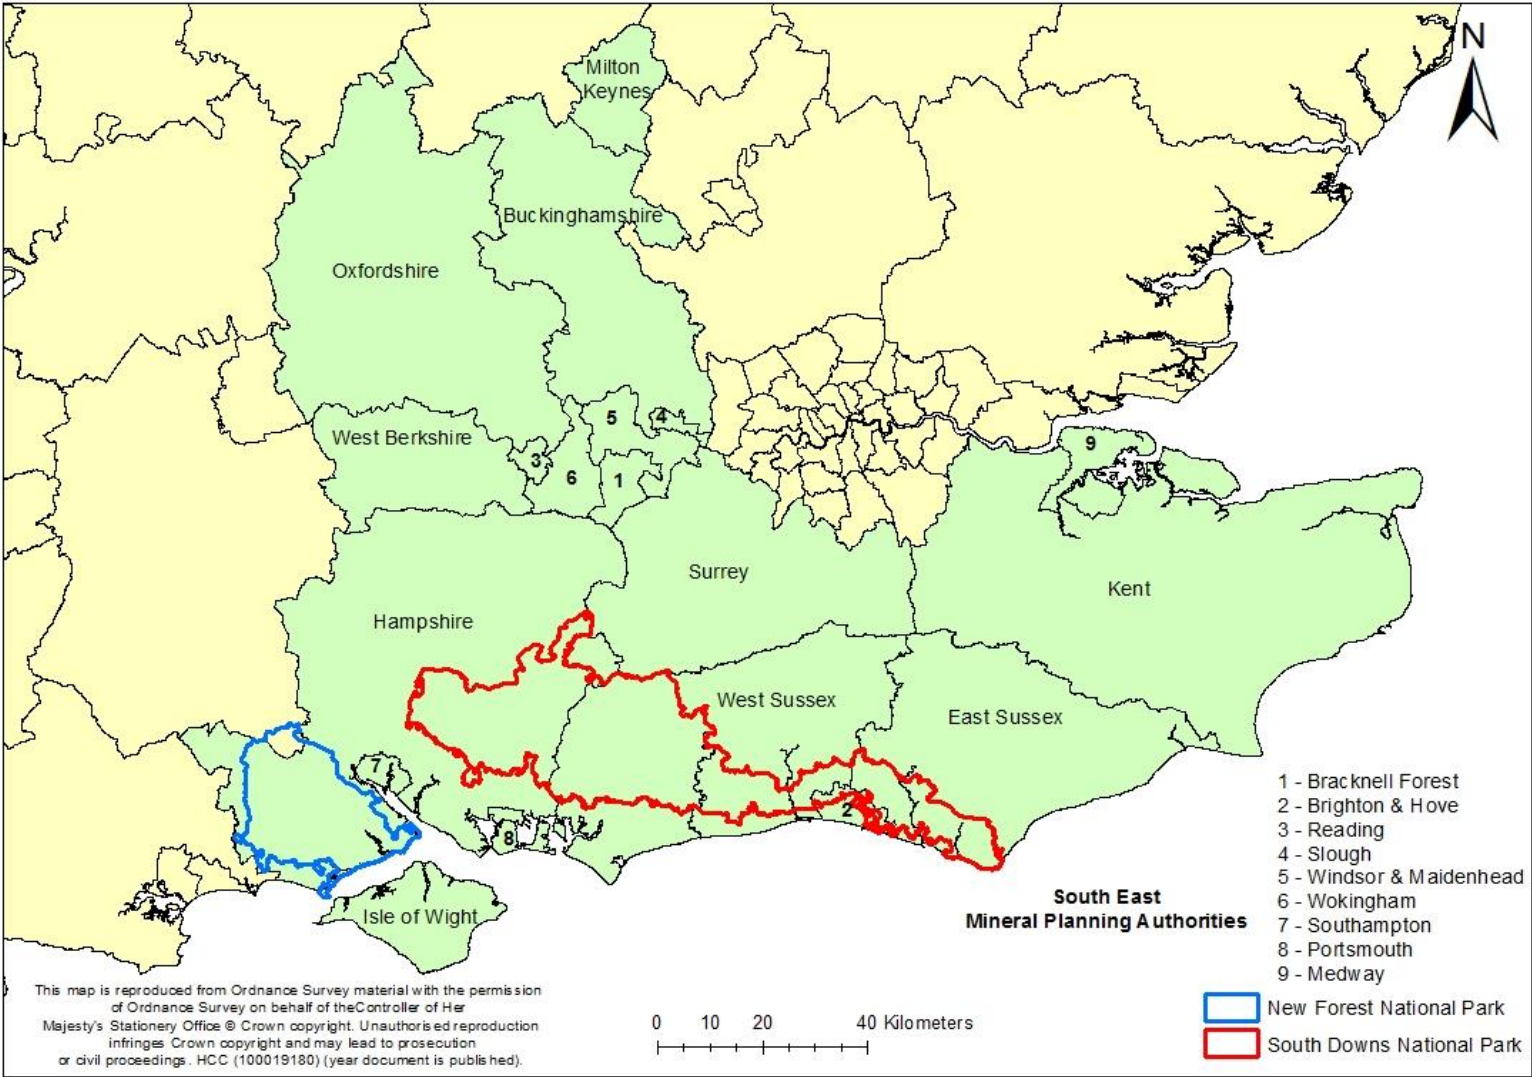 N
Milton
Keynes
Buckinghamshire
Oxfordshire
West Berkshire
5
4
3
6
1
9
Surrey
Kent
Hampshire
West Sussex
East Sussex
7
8
2
Isle of Wight
South East
Mineral Planning Authorities
1 - Bracknell Forest
2 - Brighton & Hove
3 - Reading
4 - Slough
5 - Windsor & Maidenhead
6 - Wokingham
7 - Southampton
8 - Portsmouth
9 - Medway
New Forest National Park
South Downs National Park
0 10 20 40 Kilometers
This map is reproduced from Ordnance Survey material with the permission
of Ordnance Survey on behalf of theController of Her
Majesty's Stationery Office © Crown copyright. Unauthorised reproduction
infringes Crown copyright and may lead to prosecution
or civil proceedings. HCC (100019180) (year document is published).